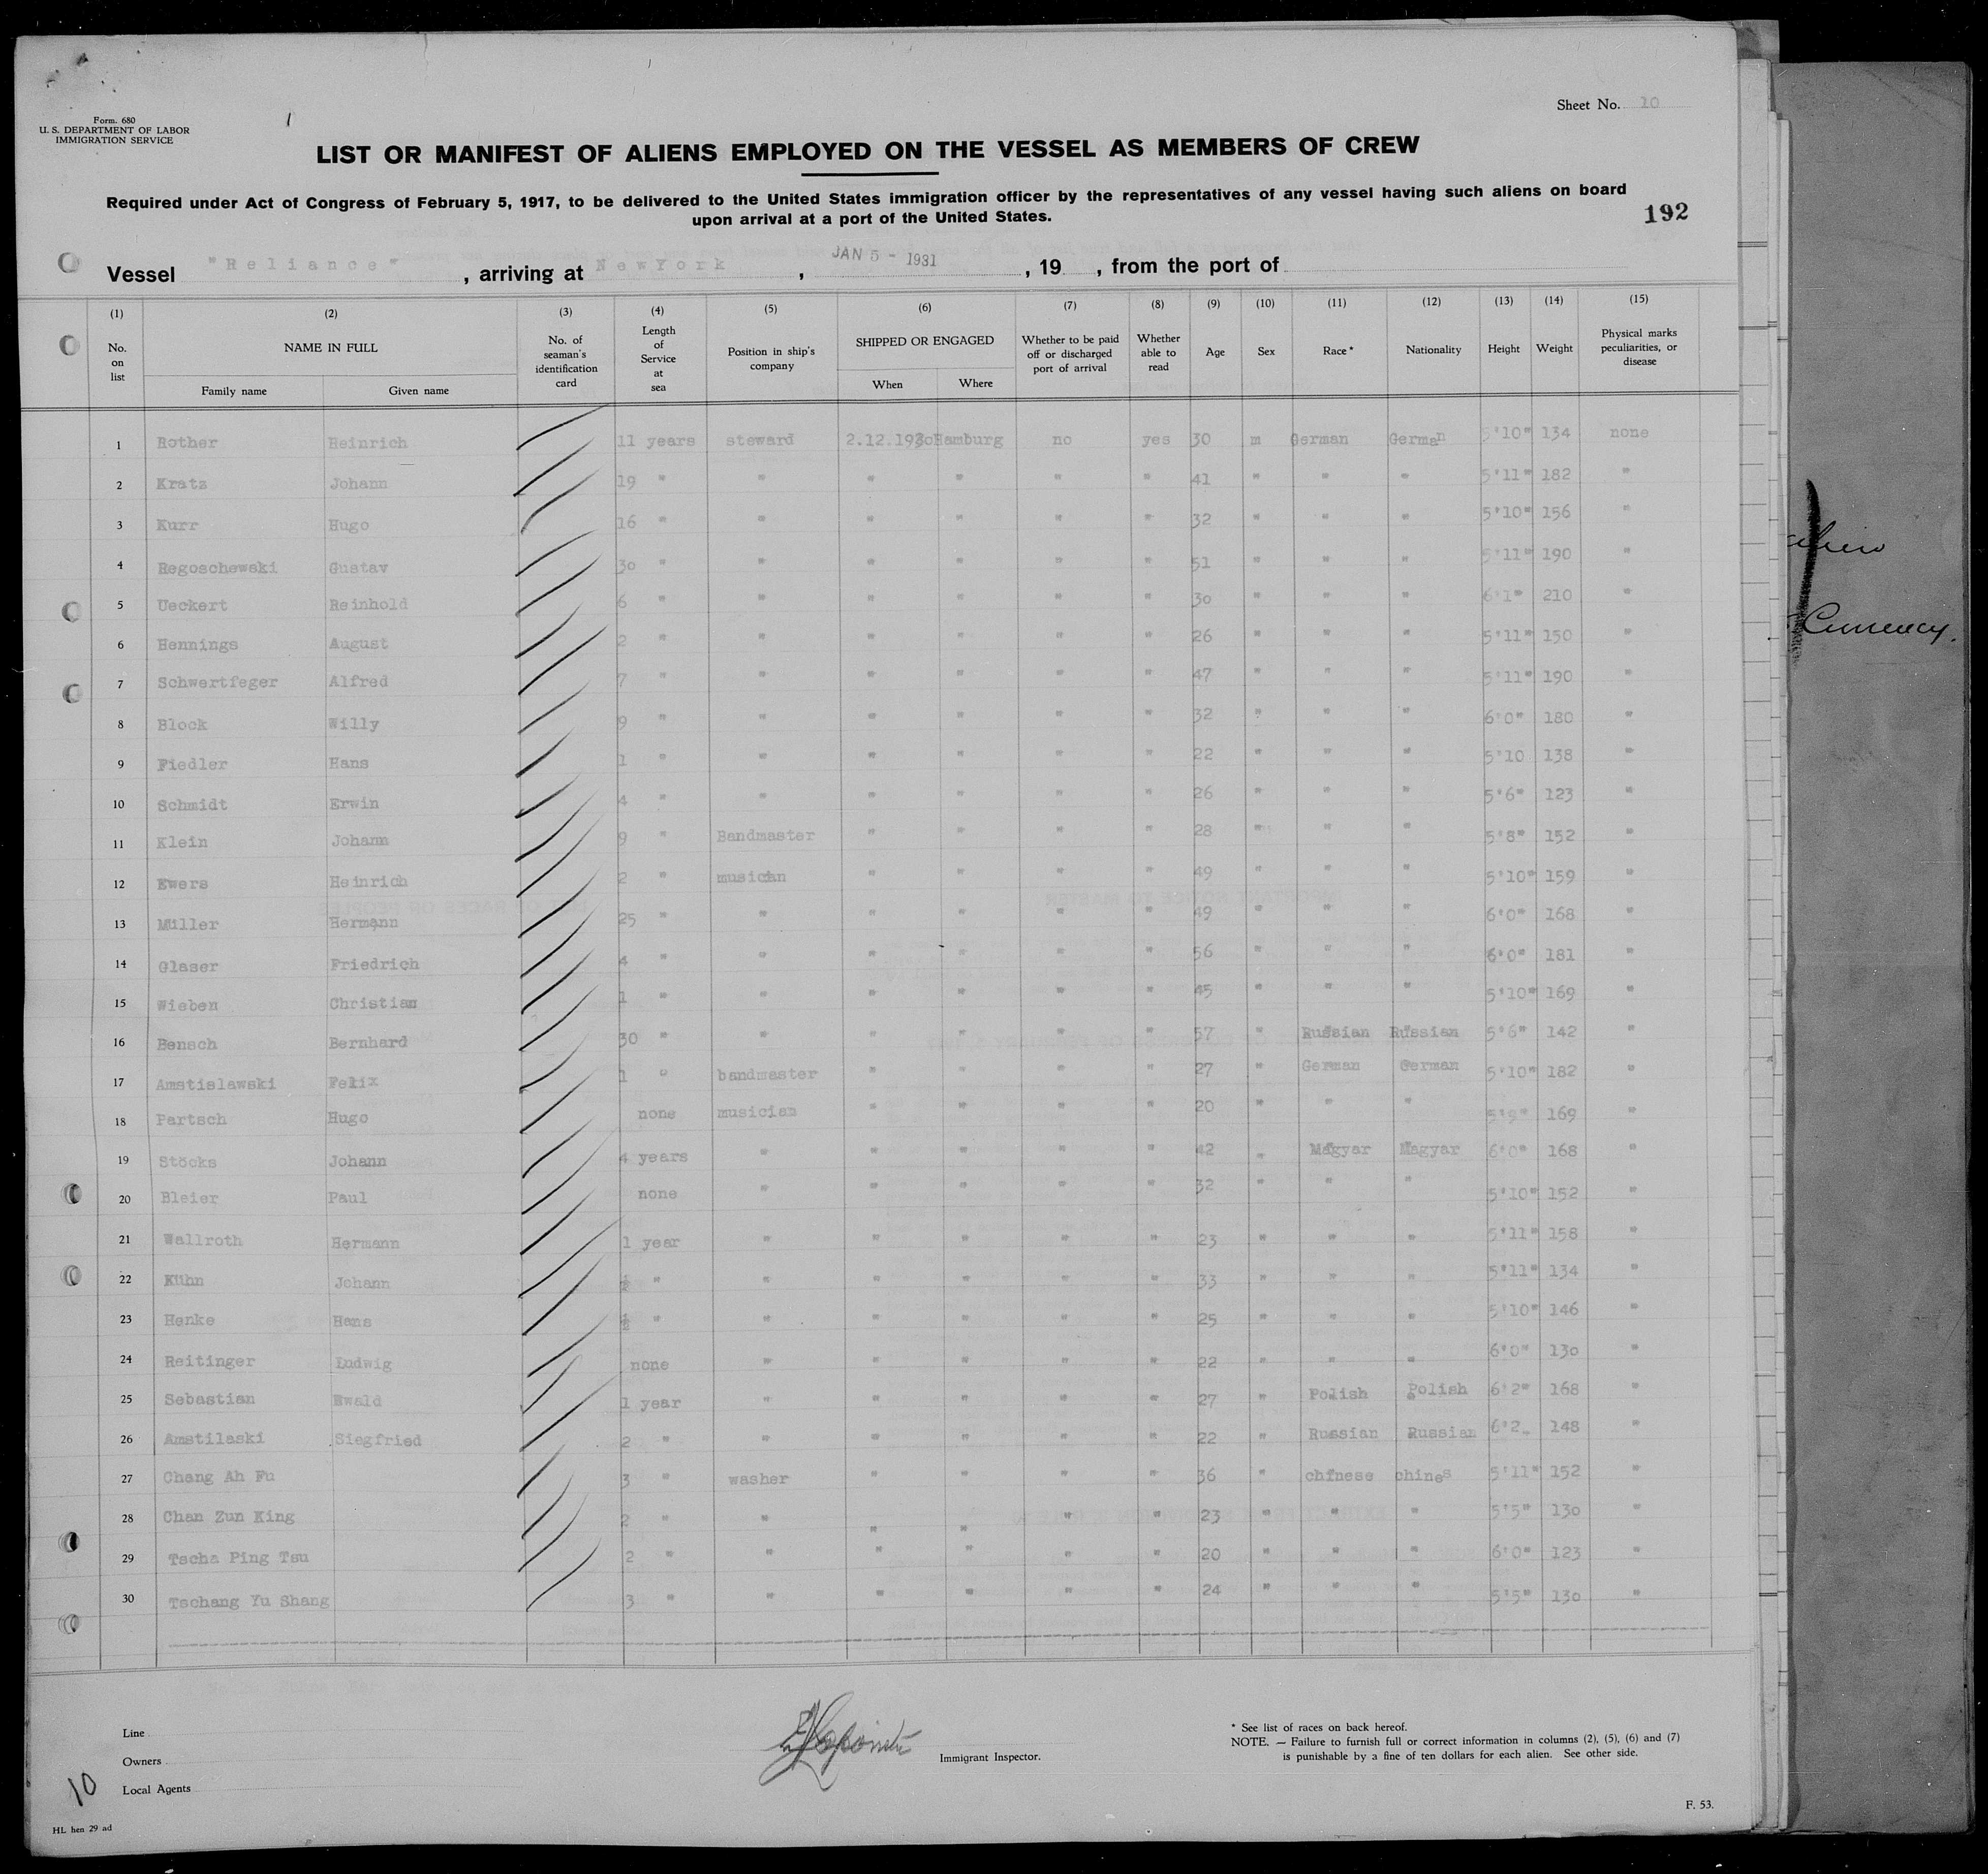 Form. 680
U. S. DEPARTMENT OF LABOR
IMMIGRATION SERVICE
Sheet No. 10
LIST OR MANIFEST OF ALIENS EMPLOYED ON THE VESSEL AS MEMBERS OF CREW
Required under Act of Congress of February 5, 1917, to be delivered to the United States immigration officer by the representatives of any vessel having such aliens on board
upon arrival at a port of the United States.
192
Vessel "Reliance", arriving at NewYork, JAN 5 - 1931, 19 , from the port of
(1) (2) (3) (4) (5) (6) (7) (8) (9) (10) (11) (12) (13) (14) (15)
No. on list NAME IN FULL Family name Given name No. of seaman's identification card Length of Service at sea Position in ship's company SHIPPED OR ENGAGED When Where Whether to be paid off or discharged port of arrival Whether able to read Age Sex Race* Nationality Height Weight Physical marks peculiarities, or disease
1 Rother Heinrich 11 years steward 2.12.1930 Hamburg no yes 30 m German German 5'10" 134 none
2 Kratz Johann 19 " " " " " " 41 " " " 5'11" 182 "
3 Kurr Hugo 16 " " " " " " 32 " " " 5'10" 156 "
4 Regoschewski Gustav 30 " " " " " " 51 " " " 5'11" 190 "
5 Ueckert Reinhold 6 " " " " " " 30 " " " 6'1" 210 "
6 Hennings August 2 " " " " " " 26 " " " 5'11" 150 "
7 Schwertfeger Alfred 7 " " " " " " 47 " " " 5'11" 190 "
8 Block Willy 9 " " " " " " 32 " " " 6'0" 180 "
9 Fiedler Hans 1 " " " " " " 22 " " " 5'10 138 "
10 Schmidt Erwin 4 " " " " " " 26 " " " 5'6" 123 "
11 Klein Johann 9 " Bandmaster " " " " 28 " " " 5'8" 152 "
12 Ewers Heinrich 2 " musician " " " " 49 " " " 5'10" 159 "
13 Müller Hermann 25 " " " " " " 49 " " " 6'0" 168 "
14 Glaser Friedrich 4 " " " " " " 56 " " " 6'0" 181 "
15 Wieben Christian 1 " " " " " " 45 " " " 5'10" 169 "
16 Bensch Bernhard 30 " " " " " " 57 " Russian Russian 5'6" 142 "
17 Amstislawski Felix 1 " bandmaster " " " " 27 " German German 5'10" 182 "
18 Partsch Hugo none musician " " " " 20 " " " 5'9" 169 "
19 Stöcks Johann 4 years " " " " " 42 " Magyar Magyar 6'0" 168 "
20 Bleier Paul none " " " " " 32 " " " 5'10" 152 "
21 Wallroth Hermann 1 year " " " " " 23 " " " 5'11" 158 "
22 Kühn Johann ½ " " " " " " 33 " " " 5'11" 134 "
23 Henke Hans ½ " " " " " " 25 " " " 5'10" 146 "
24 Reitinger Ludwig none " " " " " 22 " " " 6'0" 130 "
25 Sebastian Ewald 1 year " " " " " 27 " Polish Polish 6'2" 168 "
26 Amstilaski Siegfried 2 " " " " " " 22 " Russian Russian 6'2" 148 "
27 Chang Ah Fu 3 " washer " " " " 36 " chinese chines 5'11" 152 "
28 Chan Zun King 2 " " " " " " 23 " " " 5'5" 130 "
29 Tscha Ping Tsu 2 " " " " " " 20 " " " 6'0" 123 "
30 Tschang Yu Shang 3 " " " " " " 24 " " " 5'5" 130 "
Line
Owners
Local Agents
10
Immigrant Inspector.
* See list of races on back hereof.
NOTE. — Failure to furnish full or correct information in columns (2), (5), (6) and (7)
is punishable by a fine of ten dollars for each alien. See other side.
F. 53.
HL hen 29 ad
Currency.